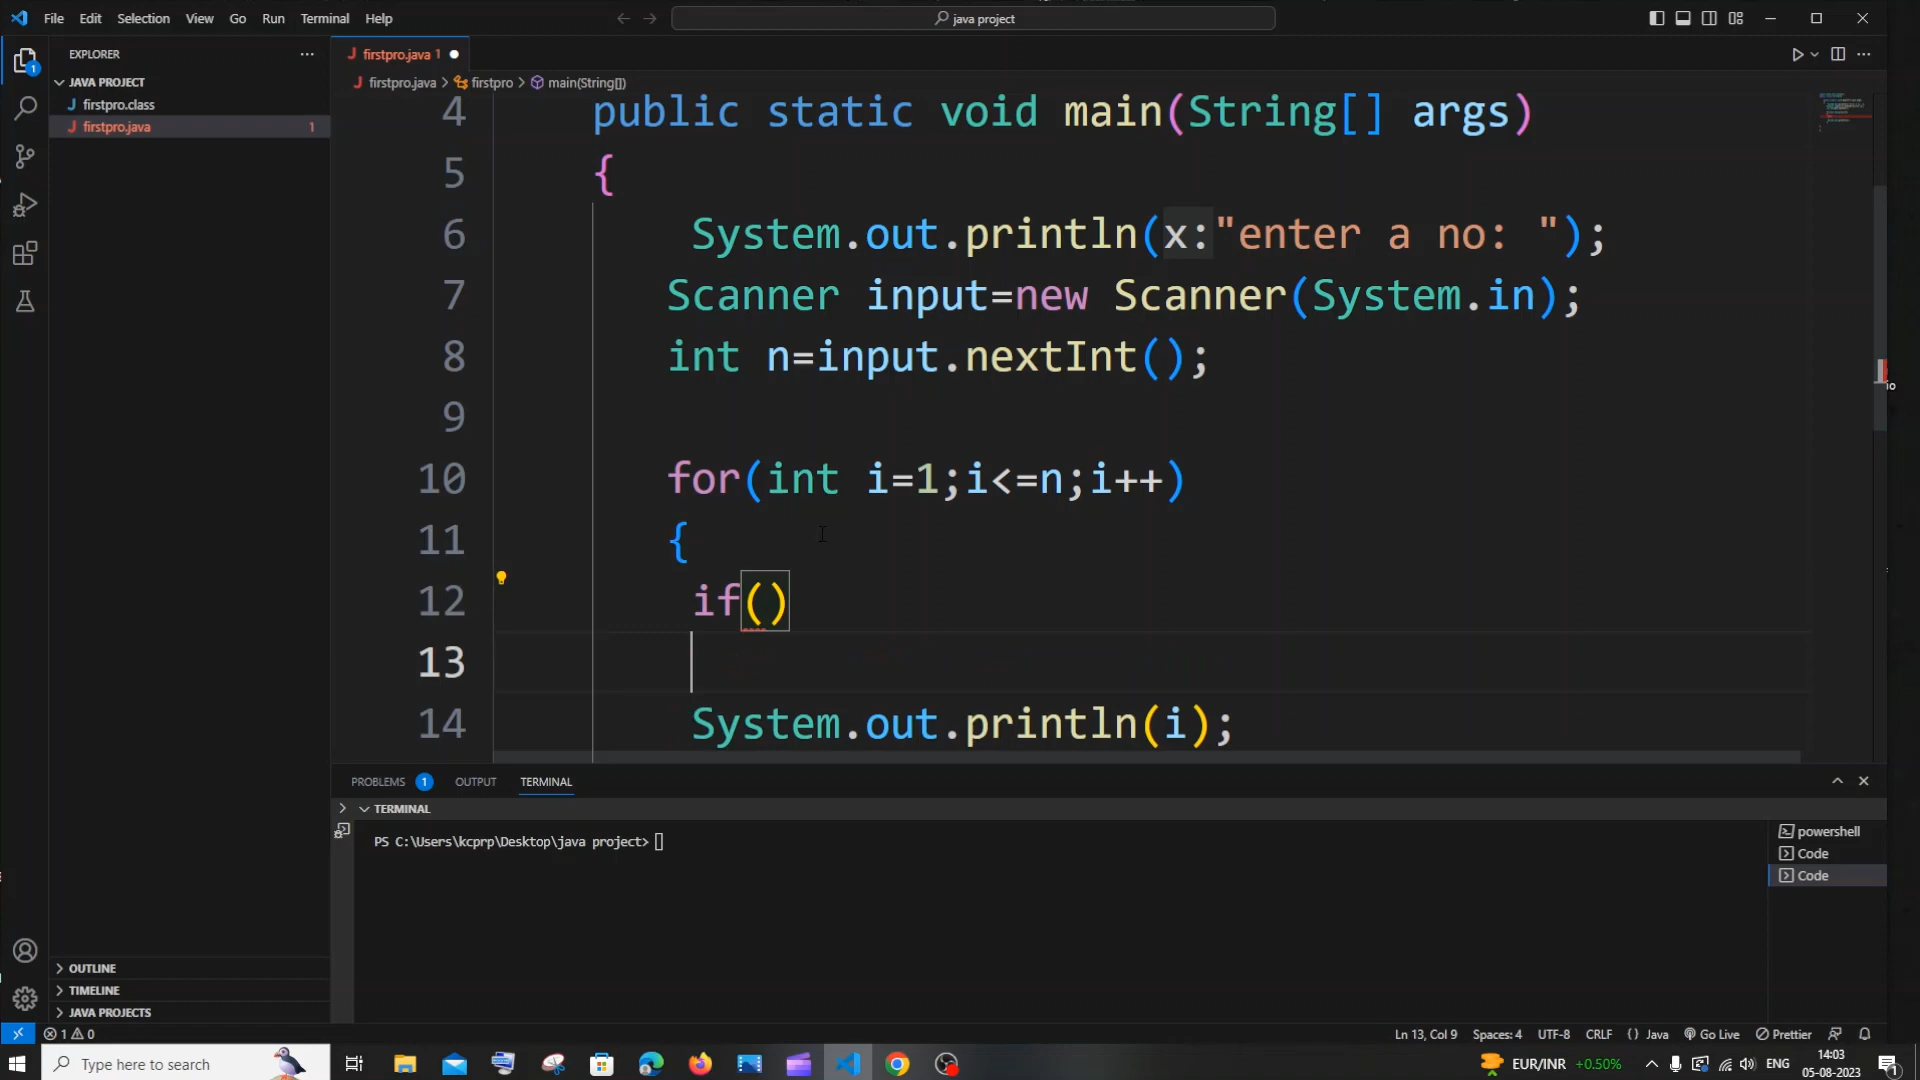 File Edit Selection View Go Run Terminal Help
java project
EXPLORER
JAVA PROJECT
firstpro.class
firstpro.java 1
firstpro.java 1
firstpro.java > firstpro > main(String[])
4 public static void main(String[] args)
5 {
6 System.out.println(x:"enter a no: ");
7 Scanner input=new Scanner(System.in);
8 int n=input.nextInt();
9
10 for(int i=1;i<=n;i++)
11 {
12 if()
13
14 System.out.println(i);
PROBLEMS 1 OUTPUT TERMINAL
TERMINAL
PS C:\Users\kcprp\Desktop\java project>
powershell
Code
Code
OUTLINE
TIMELINE
JAVA PROJECTS
1 0
Ln 13, Col 9 Spaces: 4 UTF-8 CRLF {} Java Go Live Prettier
Type here to search
EUR/INR +0.50%
ENG
14:03
05-08-2023
1